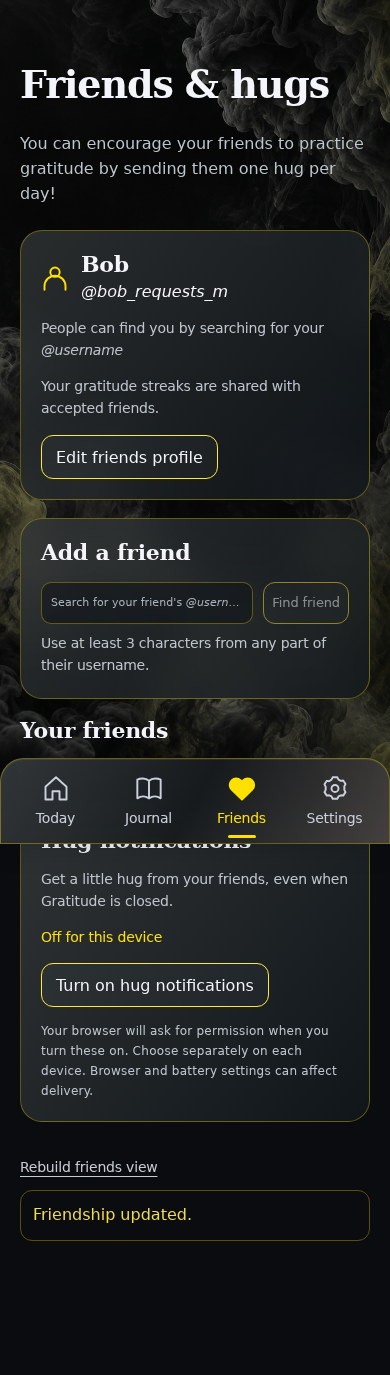 Friends & hugs
You can encourage your friends to practice
gratitude by sending them one hug per
day!
Bob
@bob_requests_m
People can find you by searching for your
@username
Your gratitude streaks are shared with
accepted friends.
Edit friends profile
Add a friend
Search for your friend's @usern...
Find friend
Use at least 3 characters from any part of
their username.
Your friends
Today
Journal
Friends
Settings
Hug notifications
Get a little hug from your friends, even when
Gratitude is closed.
Off for this device
Turn on hug notifications
Your browser will ask for permission when you
turn these on. Choose separately on each
device. Browser and battery settings can affect
delivery.
Rebuild friends view
Friendship updated.